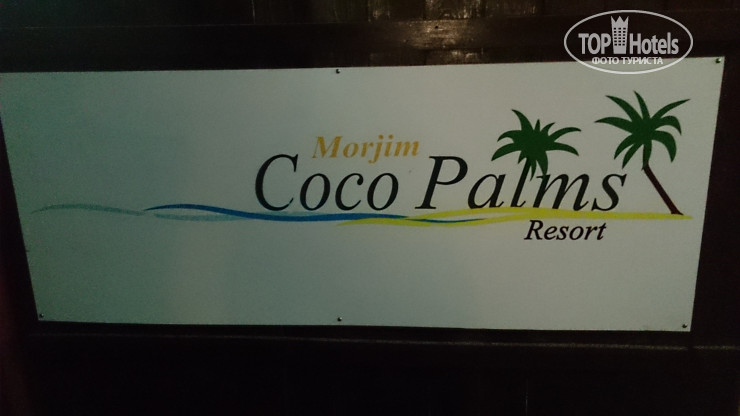 TOP Hotels
ФОТО ТУРИСТА
Morjim
Coco Palms
Resort